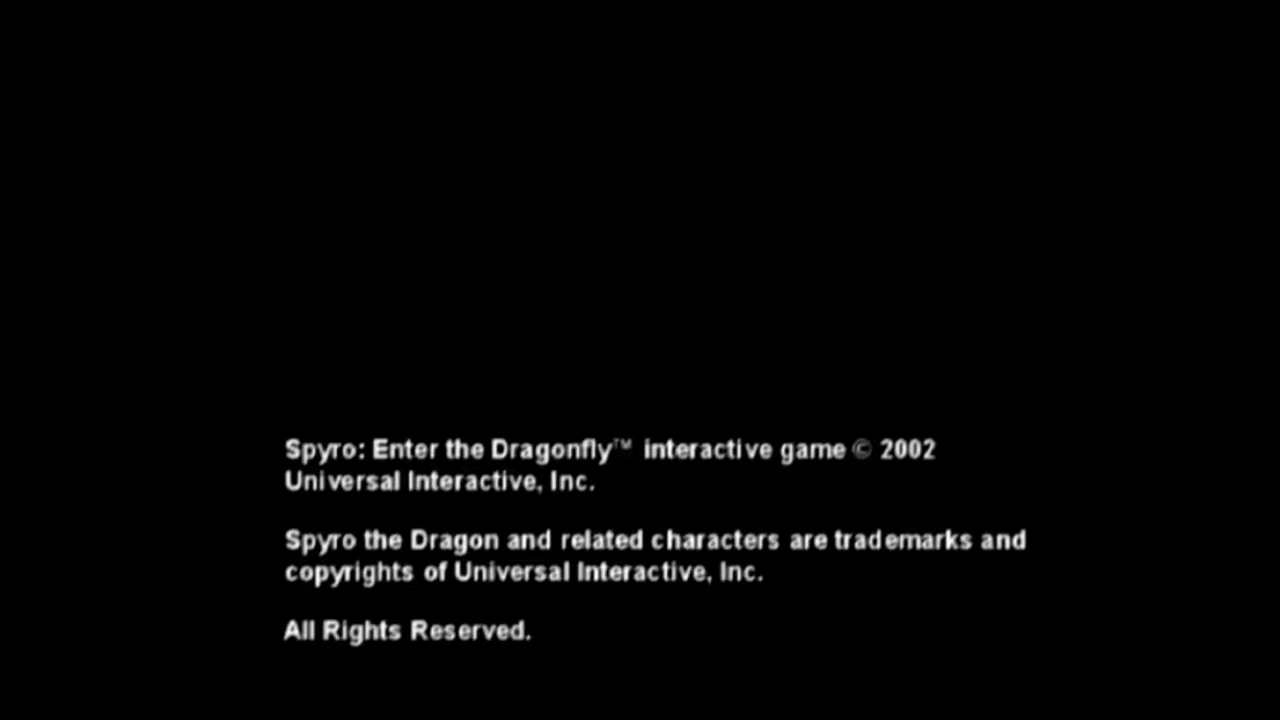 Spyro: Enter the Dragonfly™ interactive game © 2002
Universal Interactive, Inc.
Spyro the Dragon and related characters are trademarks and
copyrights of Universal Interactive, Inc.
All Rights Reserved.